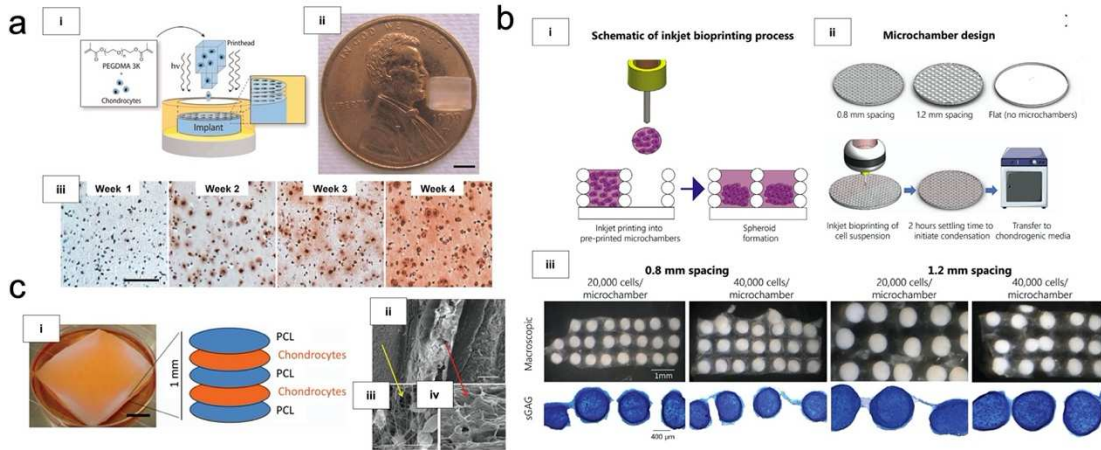 a
i
PEGDMA 3K
+
Chondrocytes
hν
Printhead
Implant
ii
iii
Week 1
Week 2
Week 3
Week 4
b
i
Schematic of inkjet bioprinting process
Inkjet printing into
pre-printed microchambers
Spheroid
formation
ii
Microchamber design
:
0.8 mm spacing
1.2 mm spacing
Flat (no microchambers)
Inkjet bioprinting of
cell suspension
2 hours settling time to
initiate condensation
Transfer to
chondrogenic media
iii
0.8 mm spacing
1.2 mm spacing
20,000 cells/
microchamber
40,000 cells/
microchamber
20,000 cells/
microchamber
40,000 cells/
microchamber
Macroscopic
1mm
sGAG
400 µm
c
i
1 mm
PCL
Chondrocytes
PCL
Chondrocytes
PCL
ii
iii
iv